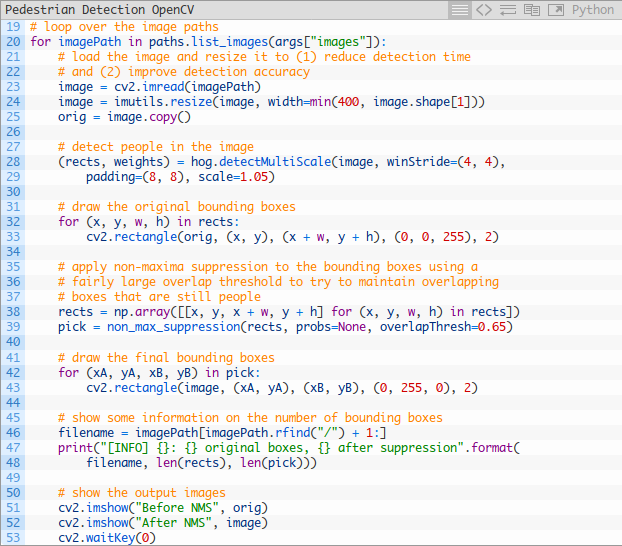 Pedestrian Detection OpenCV Python
19 # loop over the image paths
20 for imagePath in paths.list_images(args["images"]):
21     # load the image and resize it to (1) reduce detection time
22     # and (2) improve detection accuracy
23     image = cv2.imread(imagePath)
24     image = imutils.resize(image, width=min(400, image.shape[1]))
25     orig = image.copy()
26
27     # detect people in the image
28     (rects, weights) = hog.detectMultiScale(image, winStride=(4, 4),
29         padding=(8, 8), scale=1.05)
30
31     # draw the original bounding boxes
32     for (x, y, w, h) in rects:
33         cv2.rectangle(orig, (x, y), (x + w, y + h), (0, 0, 255), 2)
34
35     # apply non-maxima suppression to the bounding boxes using a
36     # fairly large overlap threshold to try to maintain overlapping
37     # boxes that are still people
38     rects = np.array([[x, y, x + w, y + h] for (x, y, w, h) in rects])
39     pick = non_max_suppression(rects, probs=None, overlapThresh=0.65)
40
41     # draw the final bounding boxes
42     for (xA, yA, xB, yB) in pick:
43         cv2.rectangle(image, (xA, yA), (xB, yB), (0, 255, 0), 2)
44
45     # show some information on the number of bounding boxes
46     filename = imagePath[imagePath.rfind("/") + 1:]
47     print("[INFO] {}: {} original boxes, {} after suppression".format(
48         filename, len(rects), len(pick)))
49
50     # show the output images
51     cv2.imshow("Before NMS", orig)
52     cv2.imshow("After NMS", image)
53     cv2.waitKey(0)